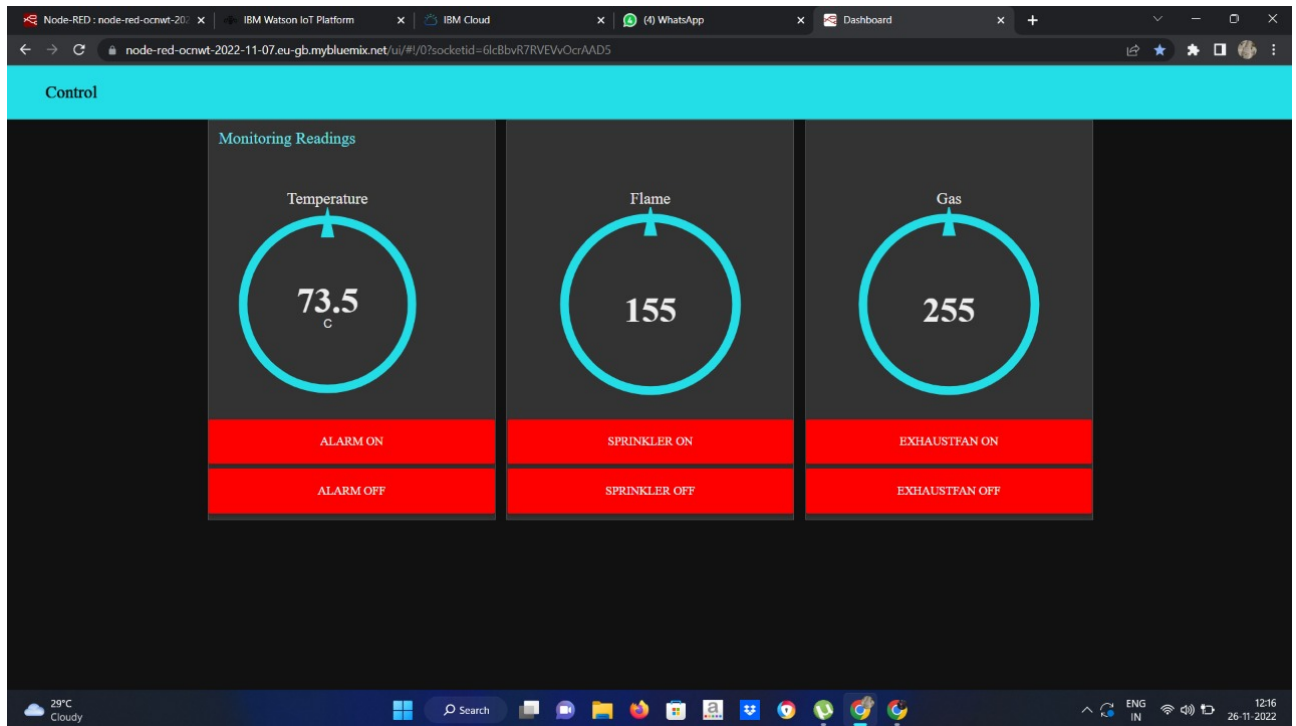 Node-RED : node-red-ocnwt-202
IBM Watson IoT Platform
IBM Cloud
(4) WhatsApp
Dashboard
node-red-ocnwt-2022-11-07.eu-gb.mybluemix.net/ui/#!/0?socketid=6lcBbvR7RVEVvOcrAAD5
Control
Monitoring Readings
Temperature
73.5
C
ALARM ON
ALARM OFF
Flame
155
SPRINKLER ON
SPRINKLER OFF
Gas
255
EXHAUSTFAN ON
EXHAUSTFAN OFF
29°C
Cloudy
Search
a
ENG
IN
12:16
26-11-2022